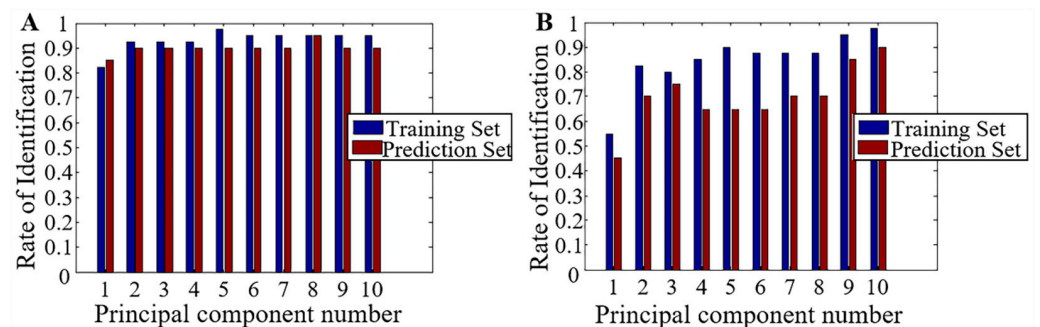 A
Rate of Identification
1
0.9
0.8
0.7
0.6
0.5
0.4
0.3
0.2
0.1
0
Training Set
Prediction Set
1 2 3 4 5 6 7 8 9 10
Principal component number
B
Rate of Identification
1
0.9
0.8
0.7
0.6
0.5
0.4
0.3
0.2
0.1
0
Training Set
Prediction Set
1 2 3 4 5 6 7 8 9 10
Principal component number